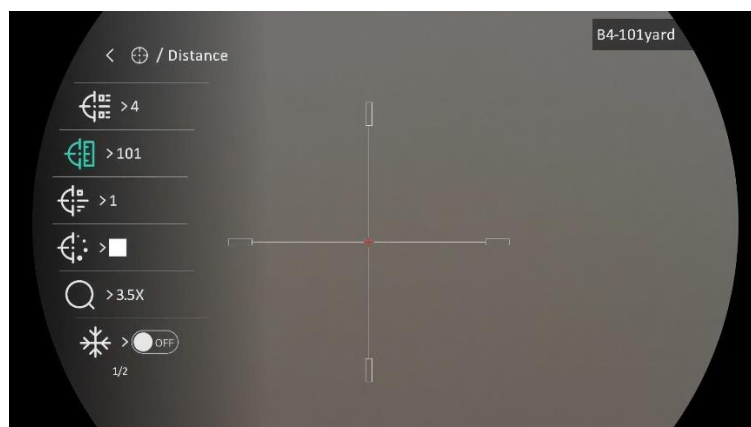 B4-101yard
< / Distance
>4
>101
>1
>
>3.5X
> OFF
1/2